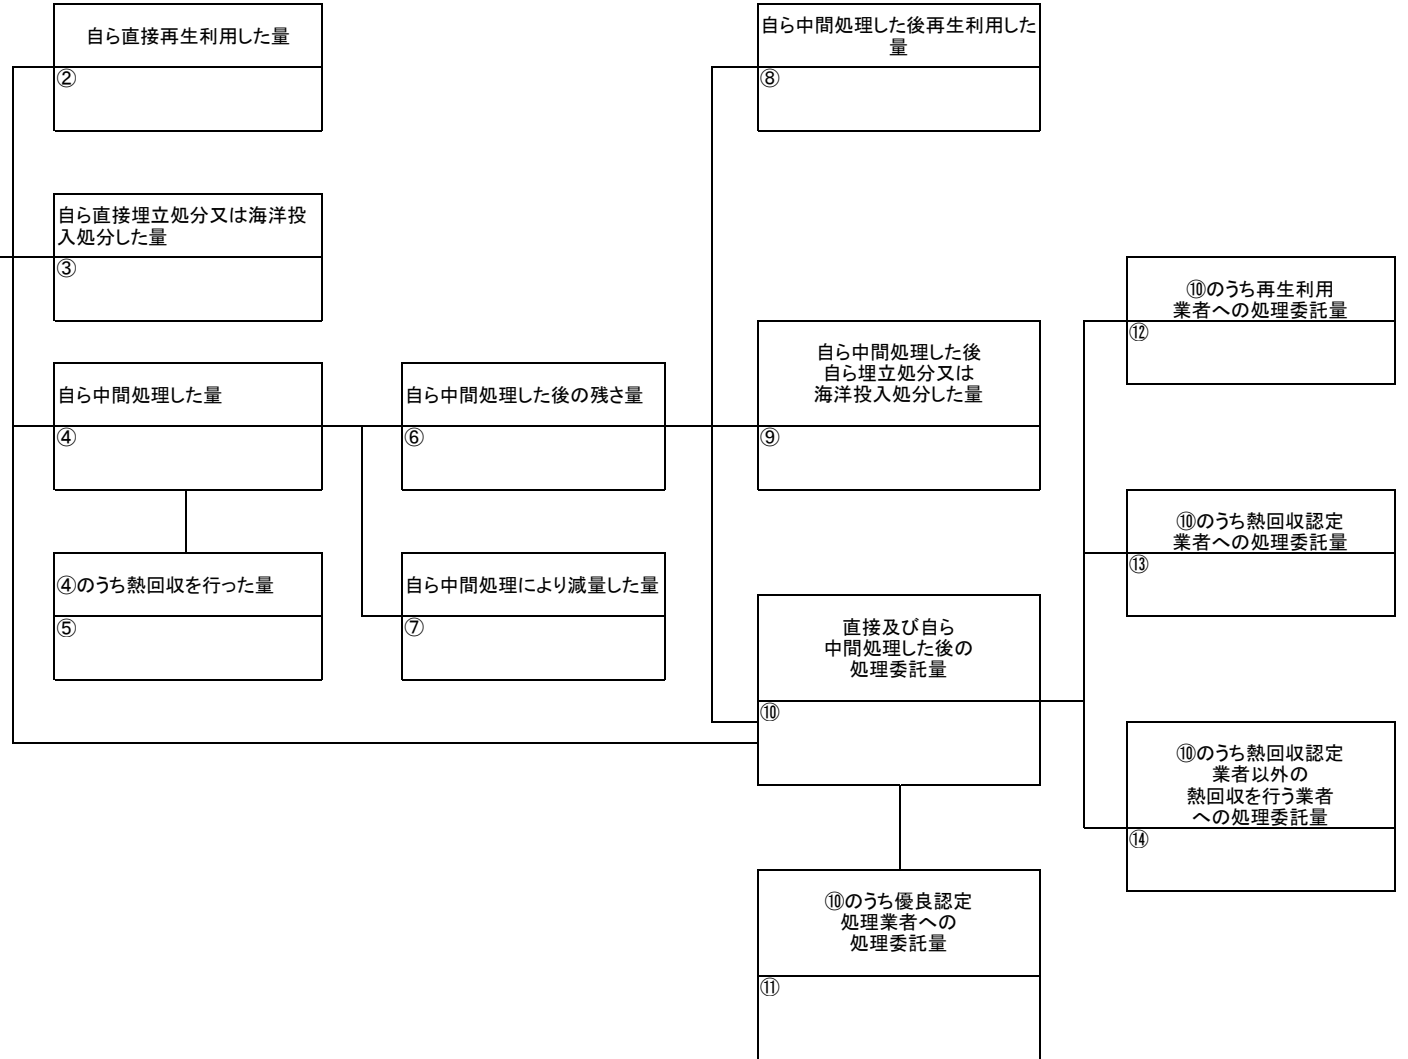 自ら直接再生利用した量
②
自ら直接埋立処分又は海洋投
入処分した量
③
自ら中間処理した量
④
④のうち熱回収を行った量
⑤
自ら中間処理した後の残さ量
⑥
自ら中間処理により減量した量
⑦
自ら中間処理した後再生利用した
量
⑧
自ら中間処理した後
自ら埋立処分又は
海洋投入処分した量
⑨
直接及び自ら
中間処理した後の
処理委託量
⑩
⑩のうち優良認定
処理業者への
処理委託量
⑪
⑩のうち再生利用
業者への処理委託量
⑫
⑩のうち熱回収認定
業者への処理委託量
⑬
⑩のうち熱回収認定
業者以外の
熱回収を行う業者
への処理委託量
⑭